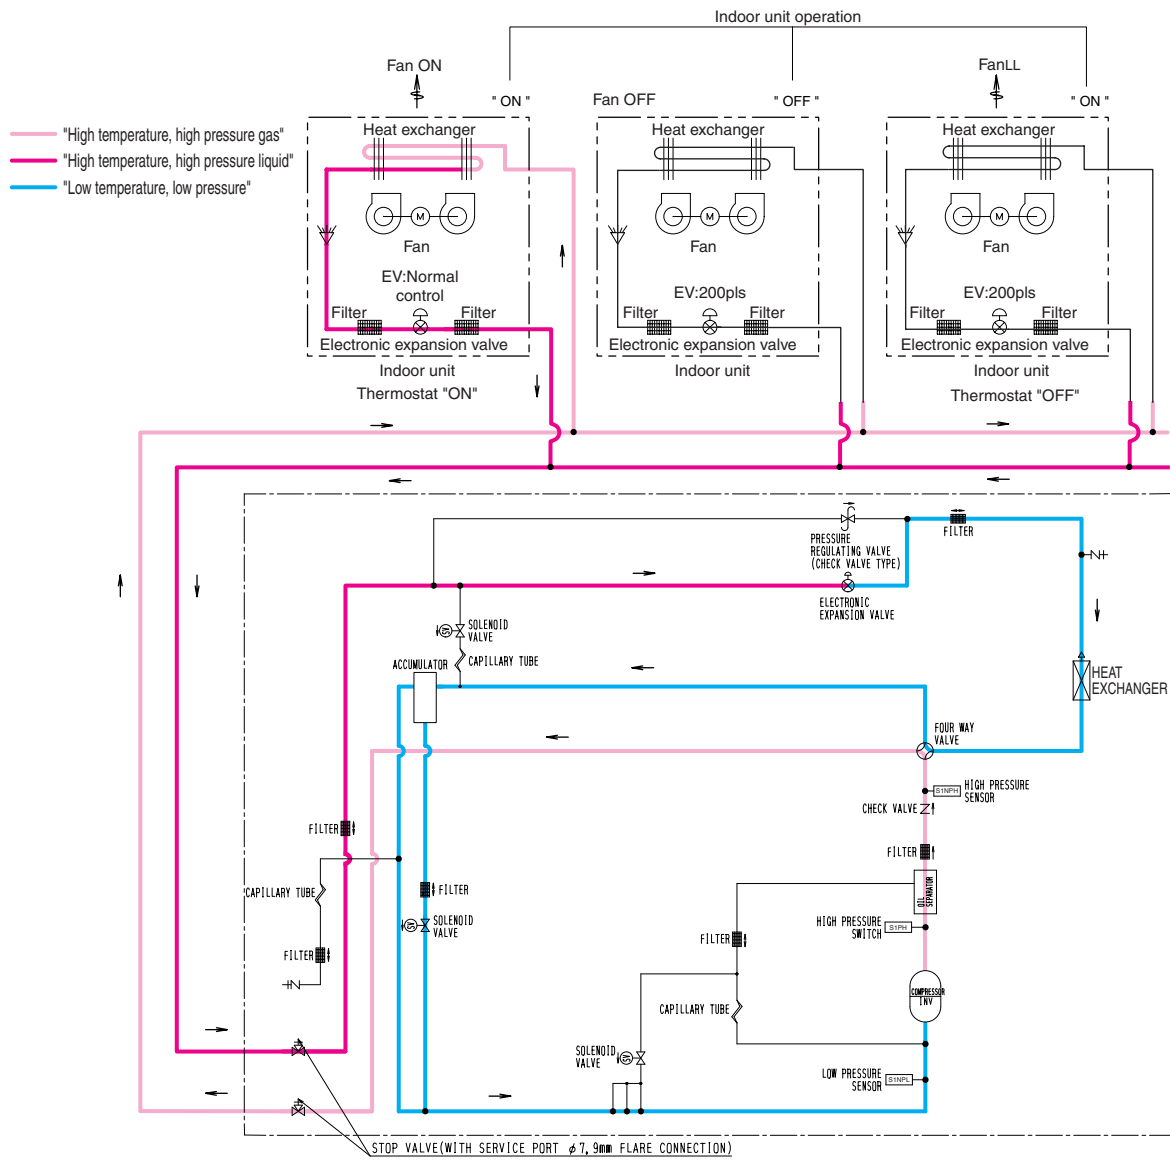 Indoor unit operation
Fan ON
" ON "
Fan OFF
" OFF "
FanLL
" ON "
"High temperature, high pressure gas"
"High temperature, high pressure liquid"
"Low temperature, low pressure"
Heat exchanger
M
Fan
EV:Normal
control
Filter
Filter
Electronic expansion valve
Indoor unit
Thermostat "ON"
Heat exchanger
M
Fan
EV:200pls
Filter
Filter
Electronic expansion valve
Indoor unit
Heat exchanger
M
Fan
EV:200pls
Filter
Filter
Electronic expansion valve
Indoor unit
Thermostat "OFF"
PRESSURE
REGULATING VALVE
(CHECK VALVE TYPE)
FILTER
ELECTRONIC
EXPANSION VALVE
SV
SOLENOID
VALVE
CAPILLARY TUBE
ACCUMULATOR
HEAT
EXCHANGER
FOUR WAY
VALVE
S1NPH
HIGH PRESSURE
SENSOR
CHECK VALVE
FILTER
FILTER
CAPILLARY TUBE
FILTER
FILTER
SV
SOLENOID
VALVE
OIL
SEPARATOR
HIGH PRESSURE
SWITCH
S1PH
FILTER
COMPRESSOR
INV
CAPILLARY TUBE
SOLENOID
VALVE
SV
LOW PRESSURE
SENSOR
S1NPL
STOP VALVE(WITH SERVICE PORT φ7,9mm FLARE CONNECTION)